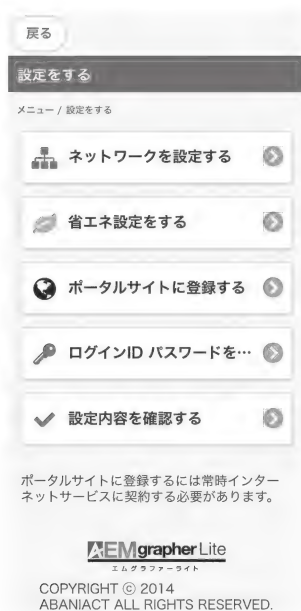 戻る
設定をする
メニュー / 設定をする
ネットワークを設定する
省エネ設定をする
ポータルサイトに登録する
ログインID パスワードを…
設定内容を確認する
ポータルサイトに登録するには常時インター
ネットサービスに契約する必要があります。
AEMgrapher Lite
エムグラファーライト
COPYRIGHT © 2014
ABANIACT ALL RIGHTS RESERVED.